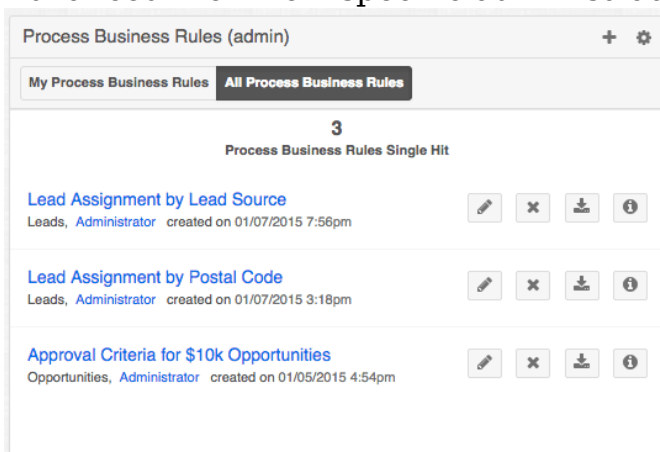 Process Business Rules (admin)
My Process Business Rules All Process Business Rules
3
Process Business Rules Single Hit
Lead Assignment by Lead Source
Leads, Administrator created on 01/07/2015 7:56pm
Lead Assignment by Postal Code
Leads, Administrator created on 01/07/2015 3:18pm
Approval Criteria for $10k Opportunities
Opportunities, Administrator created on 01/05/2015 4:54pm